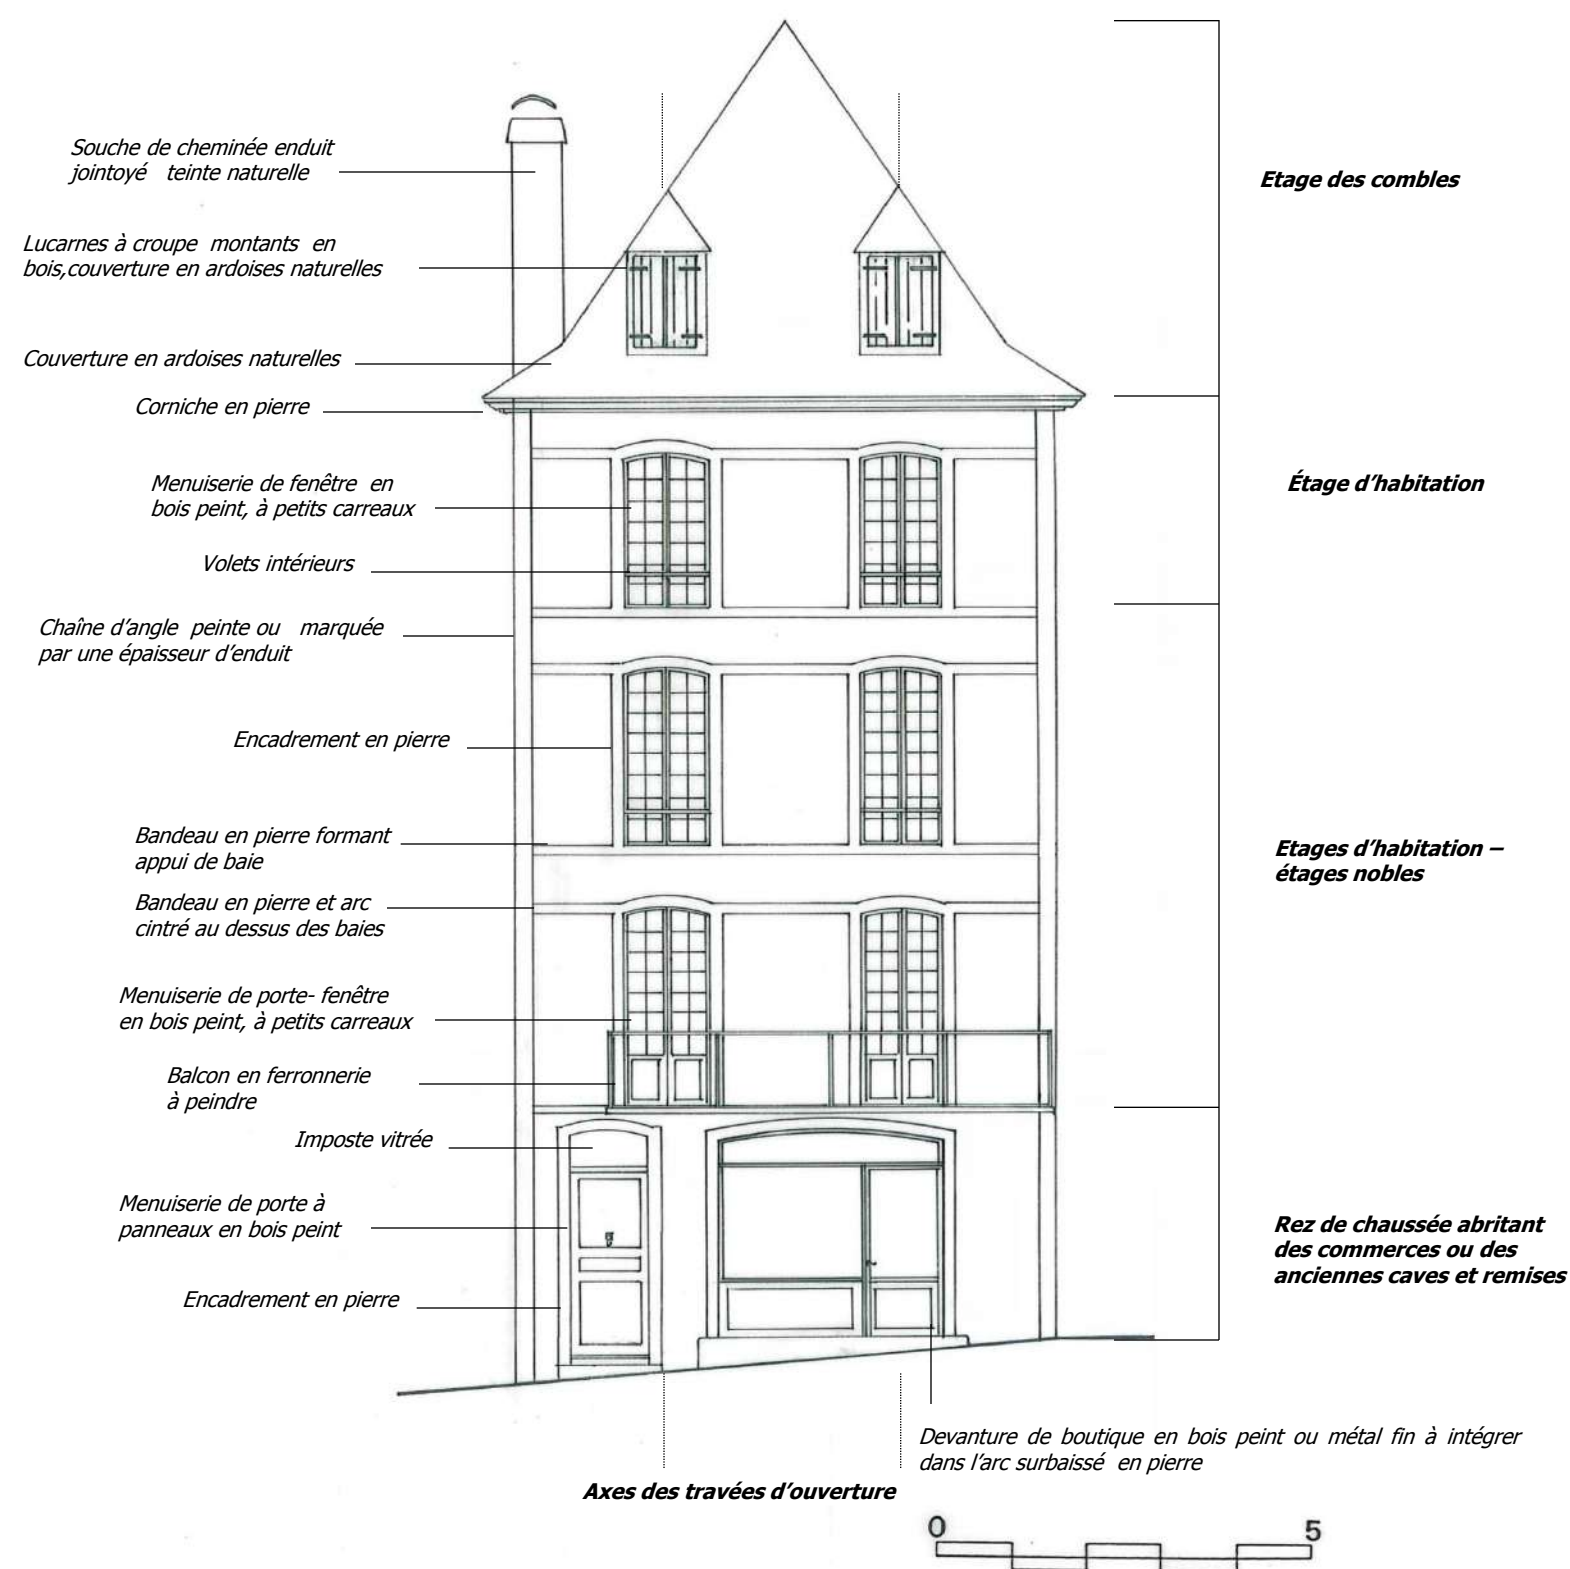 Souche de cheminée enduit
jointoyé teinte naturelle
Lucarnes à croupe montants en
bois,couverture en ardoises naturelles
Couverture en ardoises naturelles
Corniche en pierre
Menuiserie de fenêtre en
bois peint, à petits carreaux
Volets intérieurs
Chaîne d'angle peinte ou marquée
par une épaisseur d'enduit
Encadrement en pierre
Bandeau en pierre formant
appui de baie
Bandeau en pierre et arc
cintré au dessus des baies
Menuiserie de porte- fenêtre
en bois peint, à petits carreaux
Balcon en ferronnerie
à peindre
Imposte vitrée
Menuiserie de porte à
panneaux en bois peint
Encadrement en pierre
Etage des combles
Étage d'habitation
Etages d'habitation –
étages nobles
Rez de chaussée abritant
des commerces ou des
anciennes caves et remises
Devanture de boutique en bois peint ou métal fin à intégrer
dans l'arc surbaissé en pierre
Axes des travées d'ouverture
0 5